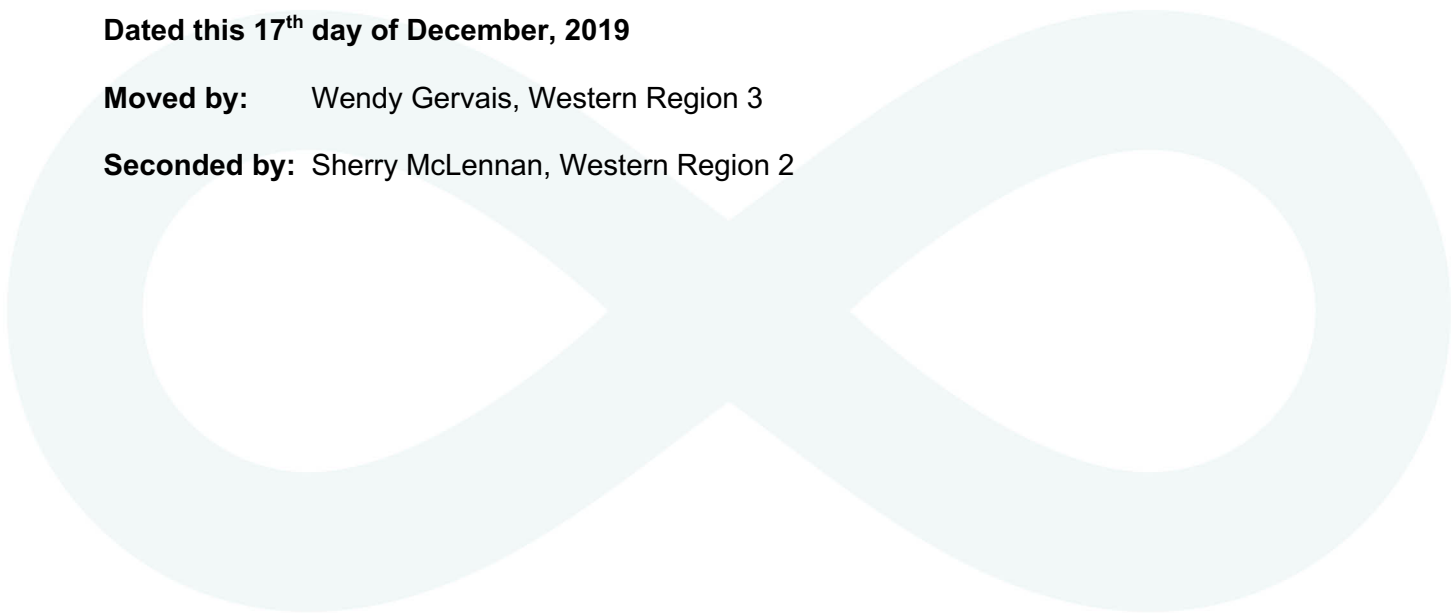 Dated this 17th day of December, 2019
Moved by: Wendy Gervais, Western Region 3
Seconded by: Sherry McLennan, Western Region 2